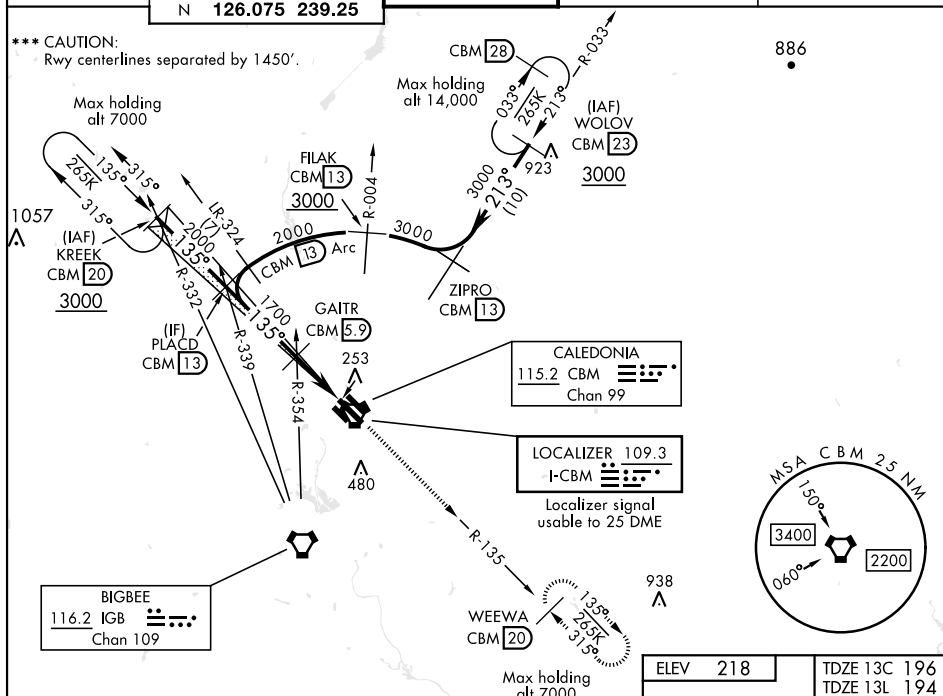 N 126.075 239.25
*** CAUTION:
Rwy centerlines separated by 1450'.
886
CBM 28
R-033
Max holding
alt 14,000
033°
265K
213°
(IAF)
WOLOV
CBM 23
3000
923
3000
213°
(10)
Max holding
alt 7000
135°
265K
315°
315°
FILAK
CBM 13
3000
R-004
LR-324
1057
(IAF)
KREEK
CBM 20
3000
(7)
2000
135°
2000
CBM 13 Arc
3000
ZIPRO
CBM 13
R-332
(IF)
PLACD
CBM 13
R-339
1700
135°
GAITR
CBM 5.9
253
R-354
CALEDONIA
115.2 CBM
Chan 99
LOCALIZER 109.3
I-CBM
Localizer signal
usable to 25 DME
480
MSA CBM 25 NM
150°
3400
2200
060°
R-135
BIGBEE
116.2 IGB
Chan 109
WEEWA
CBM 20
135°
265K
315°
938
Max holding
alt 7000
ELEV 218
TDZE 13C 196
TDZE 13L 194